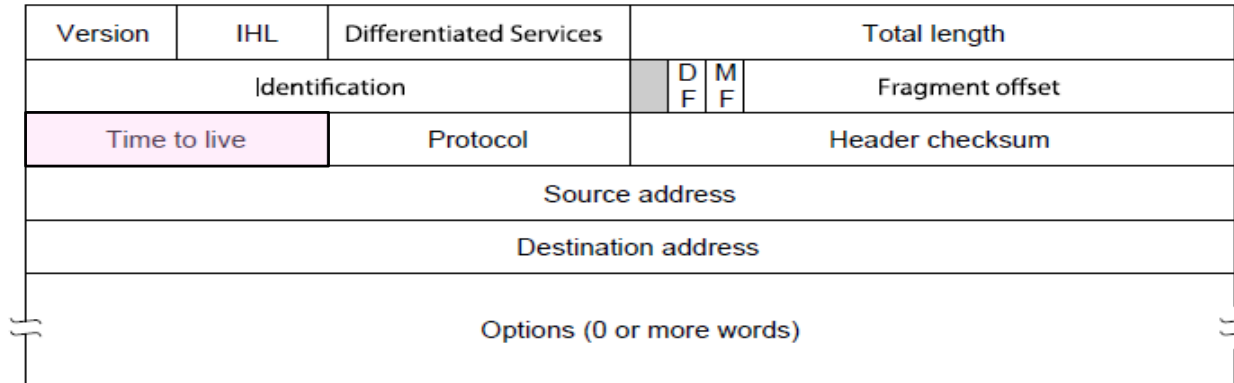 Version IHL Differentiated Services Total length
Identification D F M F Fragment offset
Time to live Protocol Header checksum
Source address
Destination address
Options (0 or more words)